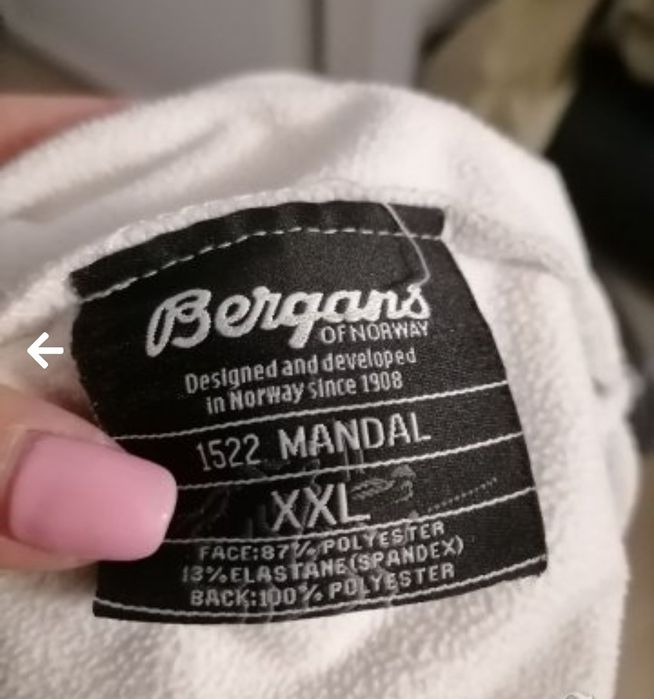 Bergans
OF NORWAY
Designed and developed
in Norway since 1908
1522 MANDAL
XXL
FACE:87% POLYESTER
13%ELASTANE(SPANDEX)
BACK:100% POLYESTER